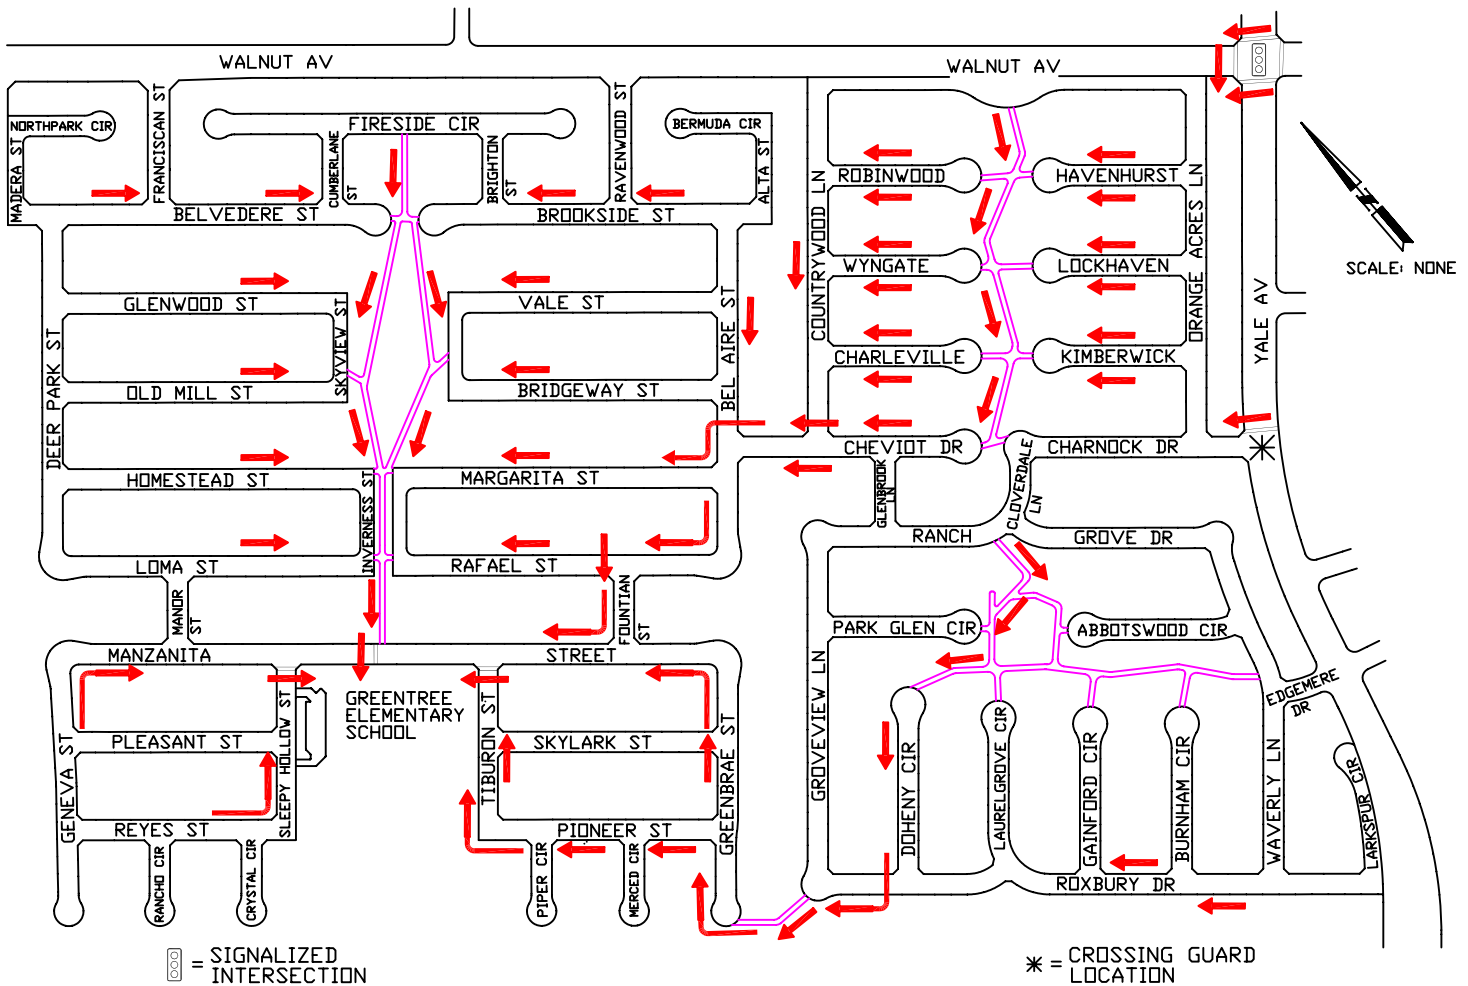 WALNUT AV
WALNUT AV
NORTHPARK CIR
MADERA ST
FRANCISCAN ST
FIRESIDE CIR
CUMBERLANE
ST
BRIGHTON
ST
RAVENWOOD ST
BERMUDA CIR
ALTA ST
BELVEDERE ST
BROOKSIDE ST
ROBINWOOD
HAVENHURST
COUNTRYWOOD LN
ORANGE ACRES LN
WYNGATE
LOCKHAVEN
SCALE: NONE
YALE AV
GLENWOOD ST
SKYVIEW ST
VALE ST
BEL AIRE ST
DEER PARK ST
CHARLEVILLE
KIMBERWICK
OLD MILL ST
BRIDGEWAY ST
CHEVIOT DR
CHARNOCK DR
GLENBROOK
LN
CLOVERDALE
LN
HOMESTEAD ST
INVERNESS ST
MARGARITA ST
RANCH GROVE DR
LOMA ST
RAFAEL ST
MANOR
ST
FOUNTIAN
ST
PARK GLEN CIR
ABBOTSWOOD CIR
MANZANITA STREET
EDGEMERE
DR
GREENTREE
ELEMENTARY
SCHOOL
SLEEPY HOLLOW ST
TIBURON ST
GREENBRAE ST
GENEVA ST
PLEASANT ST
SKYLARK ST
GROVEVIEW LN
DOHENY CIR
LAURELGROVE CIR
GAINFORD CIR
BURNHAM CIR
WAVERLY LN
LARKSPUR CIR
REYES ST
PIONEER ST
RANCHO CIR
CRYSTAL CIR
PIPER CIR
MERCED CIR
ROXBURY DR
= SIGNALIZED
INTERSECTION
= CROSSING GUARD
LOCATION
N